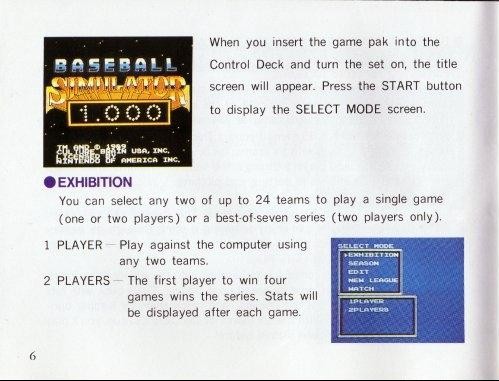 BASEBALL
SIMULATOR
1.000
TM AND © 1989
CULTURE BRAIN USA, INC.
LICENSED BY
NINTENDO OF AMERICA INC.
When you insert the game pak into the
Control Deck and turn the set on, the title
screen will appear. Press the START button
to display the SELECT MODE screen.
●EXHIBITION
You can select any two of up to 24 teams to play a single game
(one or two players) or a best-of-seven series (two players only).
1 PLAYER — Play against the computer using
any two teams.
2 PLAYERS — The first player to win four
games wins the series. Stats will
be displayed after each game.
SELECT MODE
▸EXHIBITION
SEASON
EDIT
NEW LEAGUE
WATCH
1PLAYER
2PLAYERS
6